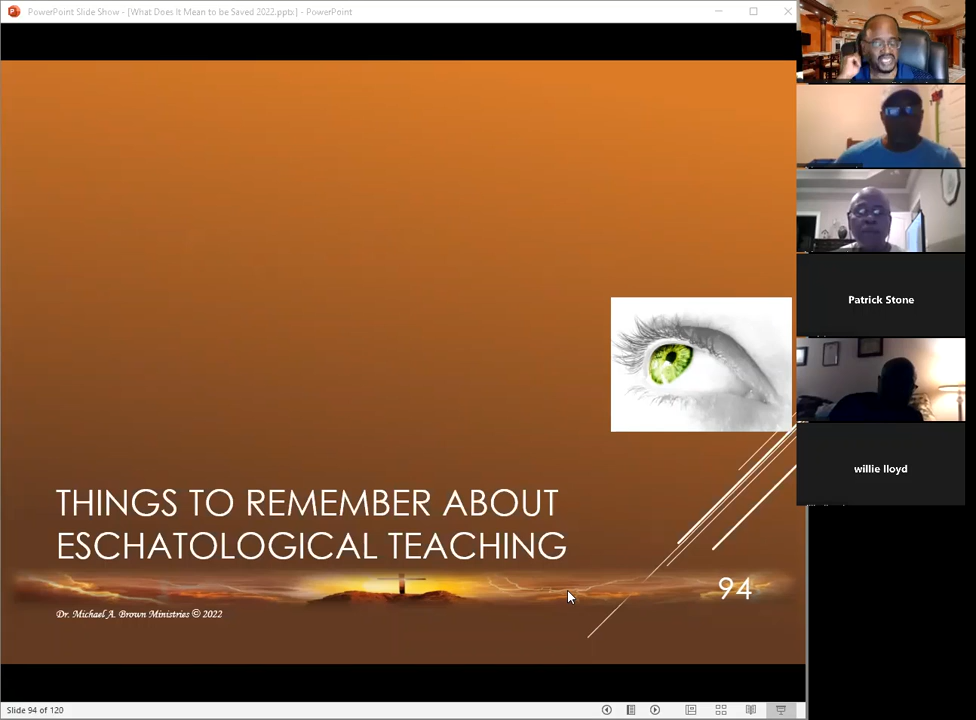 PowerPoint Slide Show - [What Does It Mean to be Saved 2022.ppb:] - PowerPoint
Patrick Stone
willie lloyd
THINGS TO REMEMBER ABOUT
ESCHATOLOGICAL TEACHING
94
Dr. Michael A. Brown Ministries © 2022
Slide 94 of 120